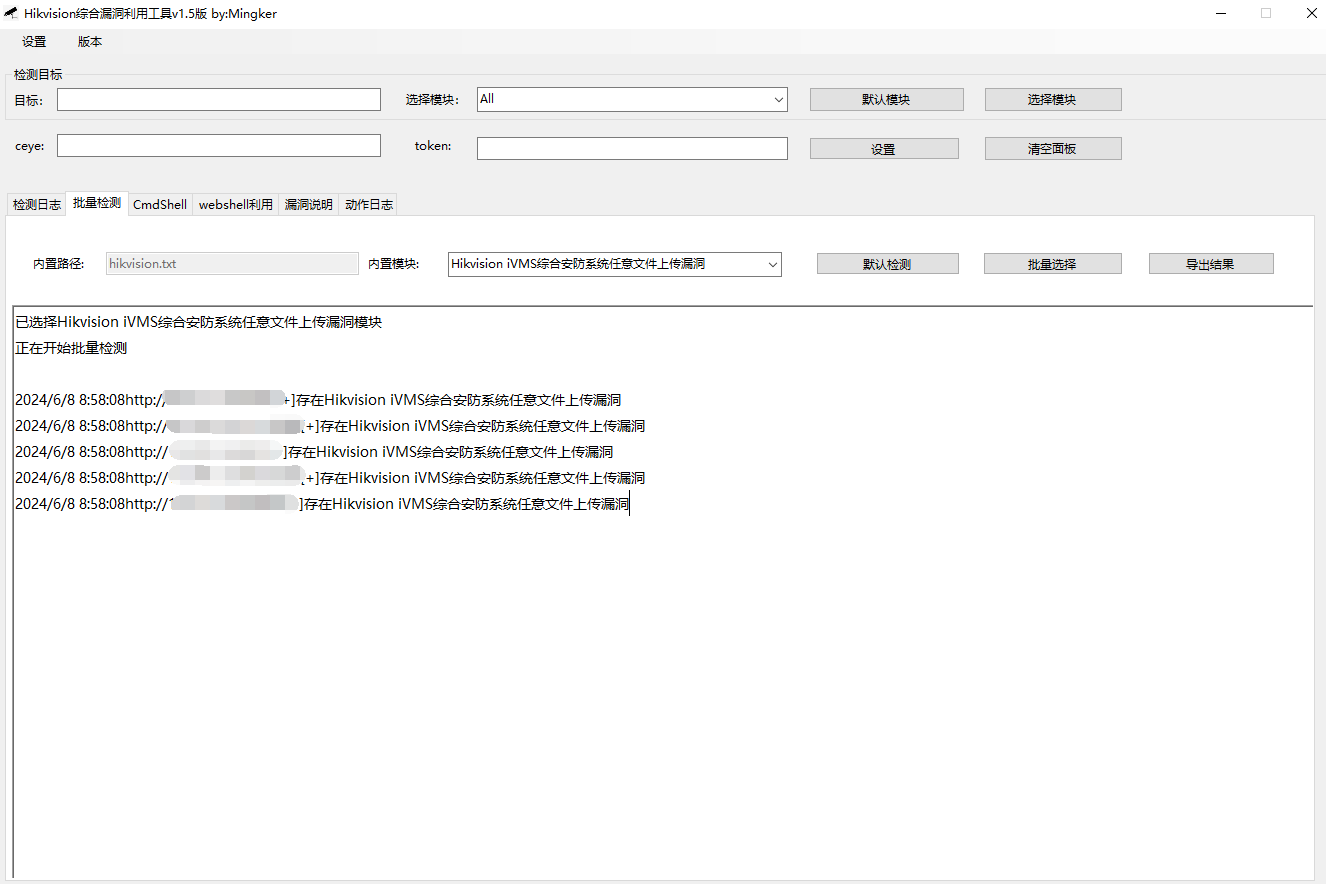 Hikvision综合漏洞利用工具v1.5版 by:Mingker
设置 版本
检测目标
目标： 选择模块： All 默认模块 选择模块
ceye: token: 设置 清空面板
检测日志 批量检测 CmdShell webshell利用 漏洞说明 动作日志
内置路径: hikvision.txt 内置模块: Hikvision iVMS综合安防系统任意文件上传漏洞 默认检测 批量选择 导出结果
已选择Hikvision iVMS综合安防系统任意文件上传漏洞模块
正在开始批量检测
2024/6/8 8:58:08http:/ +]存在Hikvision iVMS综合安防系统任意文件上传漏洞
2024/6/8 8:58:08http:// [+]存在Hikvision iVMS综合安防系统任意文件上传漏洞
2024/6/8 8:58:08http:// ]存在Hikvision iVMS综合安防系统任意文件上传漏洞
2024/6/8 8:58:08http:// [+]存在Hikvision iVMS综合安防系统任意文件上传漏洞
2024/6/8 8:58:08http:// ]存在Hikvision iVMS综合安防系统任意文件上传漏洞